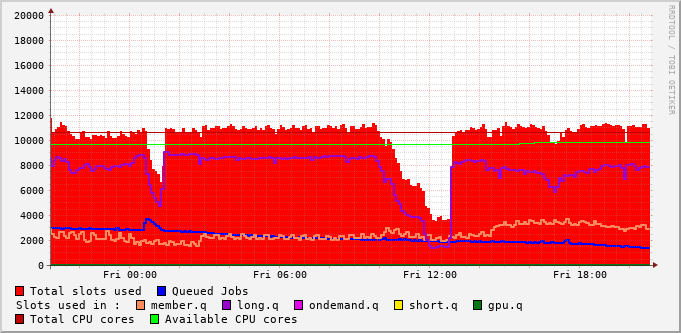 20000
18000
16000
14000
12000
10000
8000
6000
4000
2000
0
Fri 00:00 Fri 06:00 Fri 12:00 Fri 18:00
RRDTOOL / TOBI OETIKER
Total slots used Queued Jobs
Slots used in : member.q long.q ondemand.q short.q gpu.q
Total CPU cores Available CPU cores